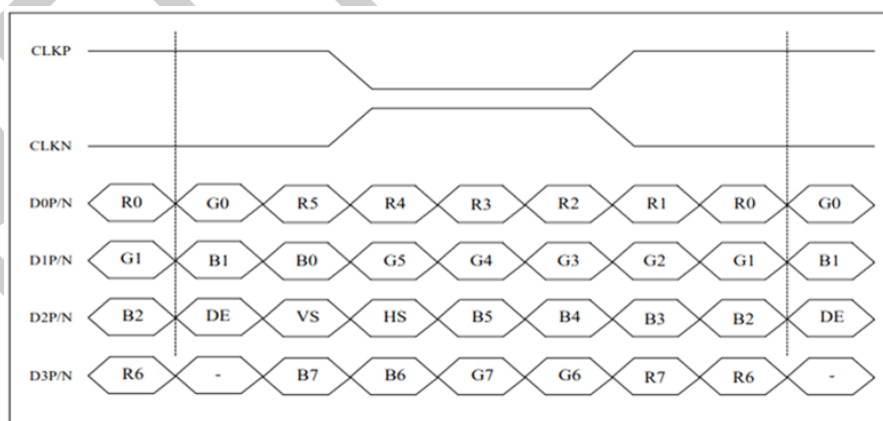 CLKP
CLKN
D0P/N R0 G0 R5 R4 R3 R2 R1 R0 G0
D1P/N G1 B1 B0 G5 G4 G3 G2 G1 B1
D2P/N B2 DE VS HS B5 B4 B3 B2 DE
D3P/N R6 - B7 B6 G7 G6 R7 R6 -